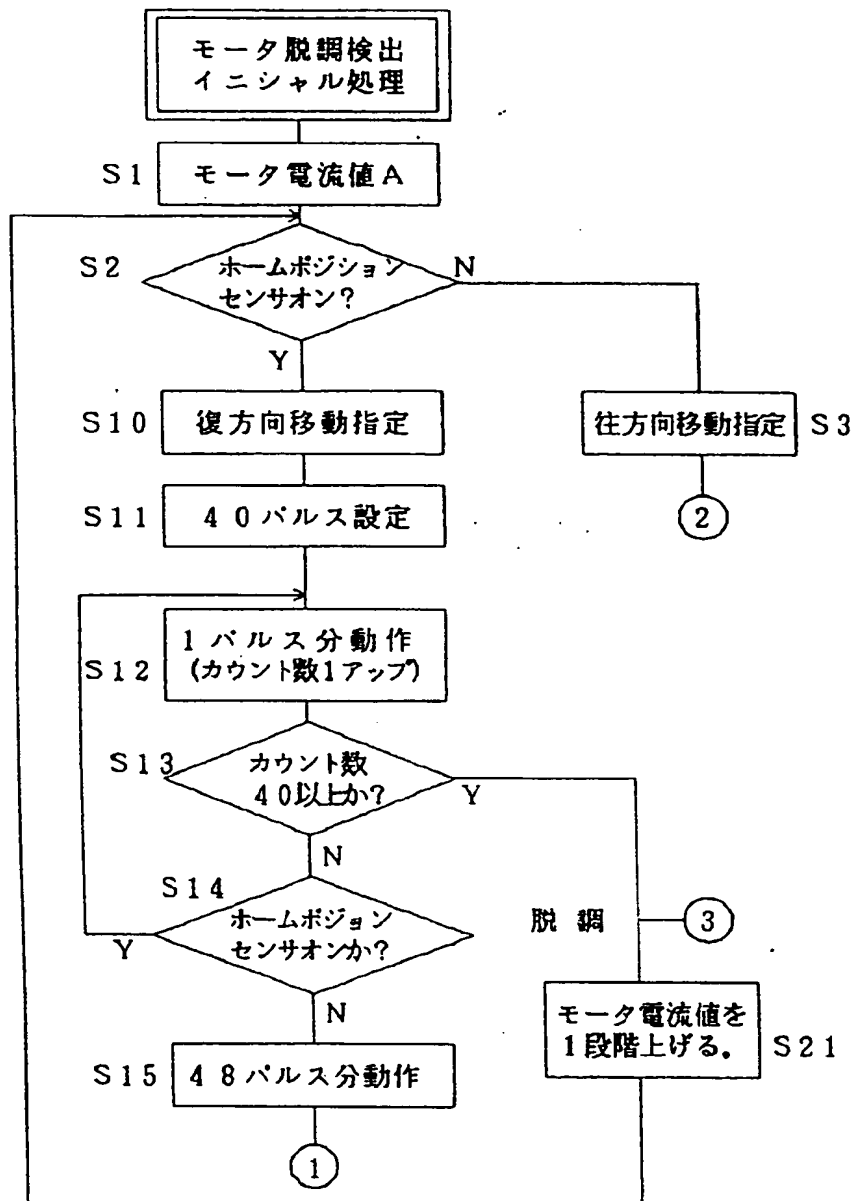 モータ脱調検出
イニシャル処理
S1
モータ電流値A
S2
ホームポジション
センサオン?
N
Y
S10
復方向移動指定
往方向移動指定
S3
S11
40パルス設定
2
1パルス分動作
(カウント数1アップ)
S12
S13
カウント数
40以上か?
Y
N
S14
ホームポジョン
センサオンか?
Y
N
脱調
3
モータ電流値を
1段階上げる。
S21
S15
48パルス分動作
1